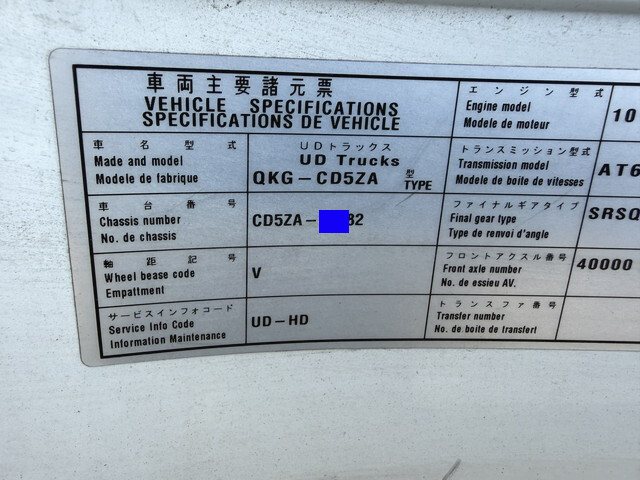 車両主要諸元票
VEHICLE SPECIFICATIONS
SPECIFICATIONS DE VEHICLE
車名型式
Made and model
Modele de fabrique
UDトラックス
UD Trucks
QKG-CD5ZA 型 TYPE
車台番号
Chassis number
No. de chassis
CD5ZA- 32
軸距記号
Wheel bease code
Empattment
V
サービスインフォコード
Service Info Code
Information Maintenance
UD-HD
エンジン型式
Engine model
Modele de moteur
10
トランスミッション型式
Transmission model
Modele de boite de vitesses
AT6
ファイナルギアタイプ
Final gear type
Type de renvoi d'angle
SRSQ
フロントアクスル番号
Front axle number
No. de essieu AV.
40000
トランスファ番号
Transfer number
No. de boite de transfert